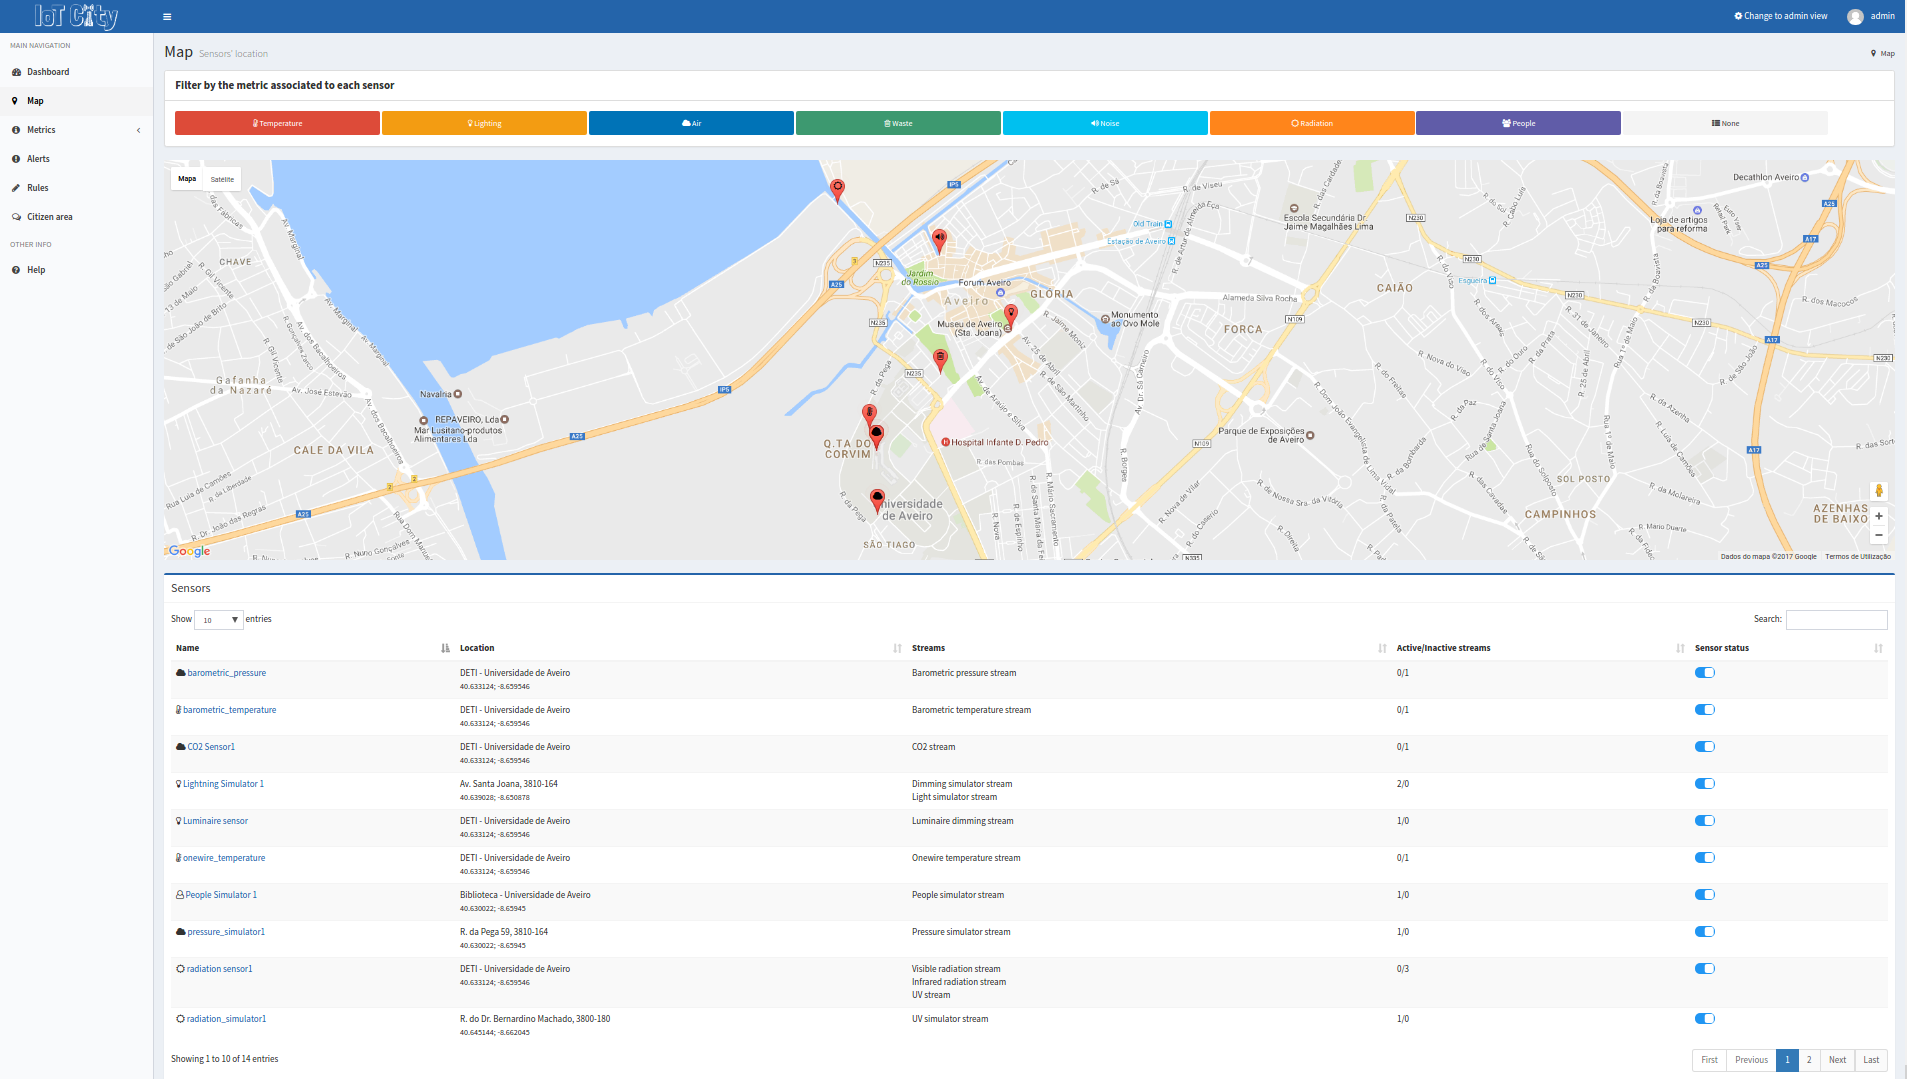 IoT City
Change to admin view
admin
MAIN NAVIGATION
Dashboard
Map
Metrics
Alerts
Rules
Citizen area
OTHER INFO
Help
Map Sensors' location
Map
Filter by the metric associated to each sensor
Temperature
Lighting
Air
Waste
Noise
Radiation
People
None
Mapa
Satélite
CHAVE
Gafanha
da Nazaré
CALE DA VILA
Av. José Estevão
Navalria
REPAVEIRO, Lda
Mar Lusitano-produtos
Alimentares Lda
A25
IP5
Jardim
do Rossio
Forum Aveiro
Aveiro
GLÓRIA
Museu de Aveiro
(Sta. Joana)
Monumento
ao Ovo Mole
Old Train
Estação de Aveiro
Escola Secundária Dr.
Jaime Magalhães Lima
Decathlon Aveiro
Loja de artigos
para reforma
CAIÃO
Esgueira
Alameda Silva Rocha
FORCA
N109
N230
N235
A17
Q.TA DO
CORVIM
Hospital Infante D. Pedro
R. das Pombas
Parque de Exposições
de Aveiro
Universidade
de Aveiro
SÃO TIAGO
SOL POSTO
CAMPINHOS
AZENHAS
DE BAIXO
Google
Dados do mapa ©2017 Google
Termos de Utilização
Sensors
Show 10 entries
Search:
Name Location Streams Active/Inactive streams Sensor status
barometric_pressure DETI - Universidade de Aveiro Barometric pressure stream 0/1
40.633124; -8.659546
barometric_temperature DETI - Universidade de Aveiro Barometric temperature stream 0/1
40.633124; -8.659546
CO2 Sensor1 DETI - Universidade de Aveiro CO2 stream 0/1
40.633124; -8.659546
Lightning Simulator 1 Av. Santa Joana, 3810-164 Dimming simulator stream 2/0
40.639028; -8.650878 Light simulator stream
Luminaire sensor DETI - Universidade de Aveiro Luminaire dimming stream 1/0
40.633124; -8.659546
onewire_temperature DETI - Universidade de Aveiro Onewire temperature stream 0/1
40.633124; -8.659546
People Simulator 1 Biblioteca - Universidade de Aveiro People simulator stream 1/0
40.630022; -8.65945
pressure_simulator1 R. da Pega 59, 3810-164 Pressure simulator stream 1/0
40.630022; -8.65945
radiation sensor1 DETI - Universidade de Aveiro Visible radiation stream 0/3
40.633124; -8.659546 Infrared radiation stream
UV stream
radiation_simulator1 R. do Dr. Bernardino Machado, 3800-180 UV simulator stream 1/0
40.645144; -8.662045
Showing 1 to 10 of 14 entries
First Previous 1 2 Next Last